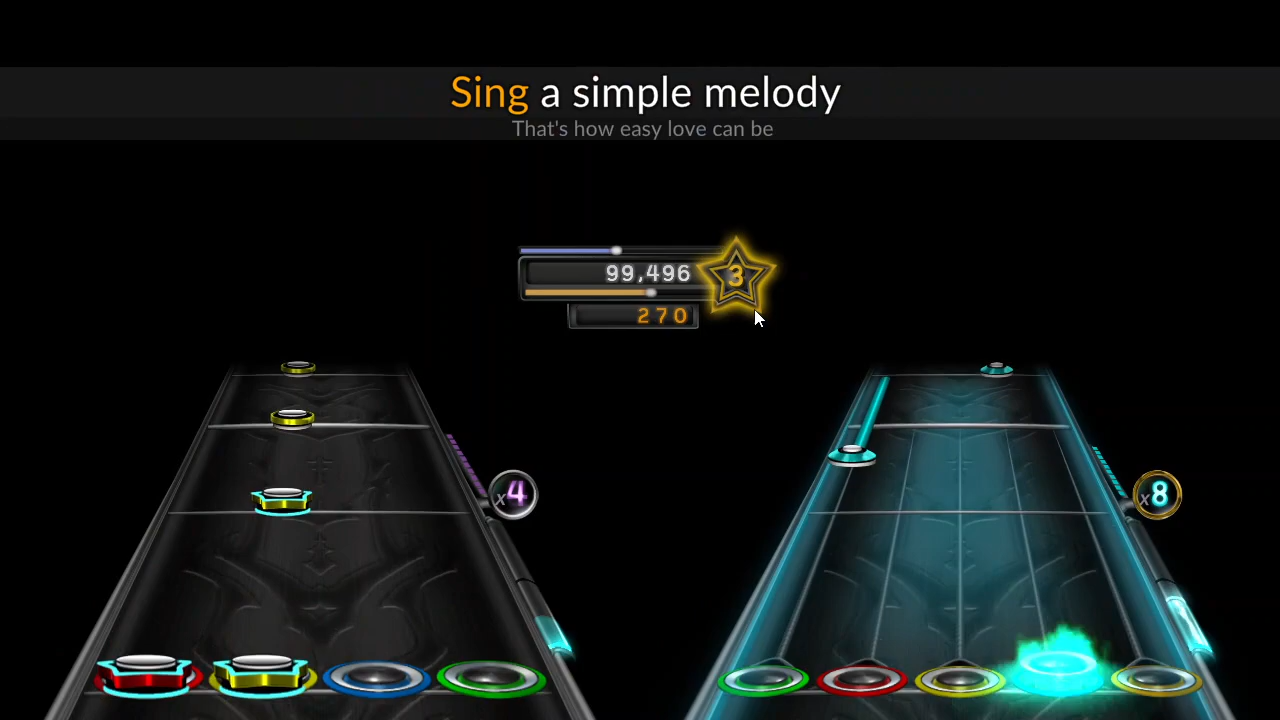 Sing a simple melody
That's how easy love can be
99,496
3
270
x4
x8